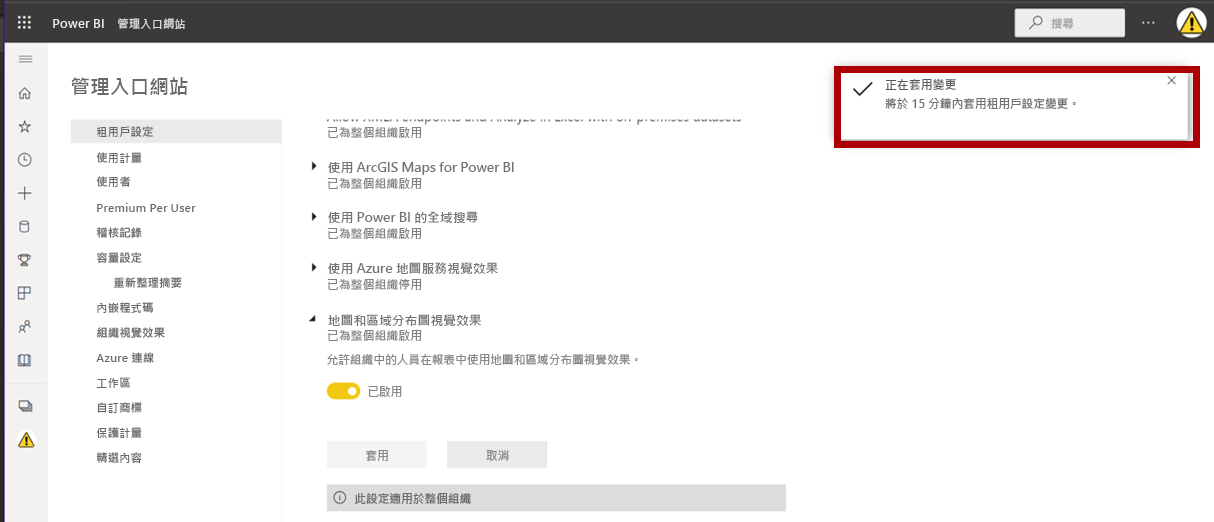 Power BI 管理入口網站
搜尋
管理入口網站
正在套用變更
將於 15 分鐘內套用租用戶設定變更。
租用戶設定
使用計量
使用者
Premium Per User
稽核記錄
容量設定
重新整理摘要
內嵌程式碼
組織視覺效果
Azure 連線
工作區
自訂商標
保護計量
精選內容
Allow XMLA endpoints and Analyze in Excel with on-premises datasets
已為整個組織啟用
使用 ArcGIS Maps for Power BI
已為整個組織啟用
使用 Power BI 的全域搜尋
已為整個組織啟用
使用 Azure 地圖服務視覺效果
已為整個組織停用
地圖和區域分布圖視覺效果
已為整個組織啟用
允許組織中的人員在報表中使用地圖和區域分布圖視覺效果。
已啟用
套用
取消
此設定適用於整個組織